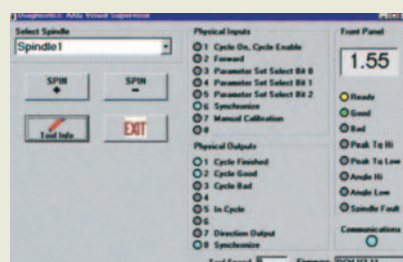 Diagnostics: AAG Visual Supervisor
Select Spindle
Spindle1
SPIN
+
SPIN
-
Tool Info
EXIT
Physical Inputs
1 Cycle On, Cycle Enable
2 Forward
3 Parameter Set Select Bit 0
4 Parameter Set Select Bit 1
5 Parameter Set Select Bit 2
6 Synchronize
7 Manual Calibration
8
Physical Outputs
1 Cycle Finished
2 Cycle Good
3 Cycle Bad
4
5 In Cycle
6
7 Direction Output
8 Synchronize
Front Panel
1.55
Ready
Good
Bad
Peak Tq Hi
Peak Tq Low
Angle Hi
Angle Low
Spindle Fault
Communications